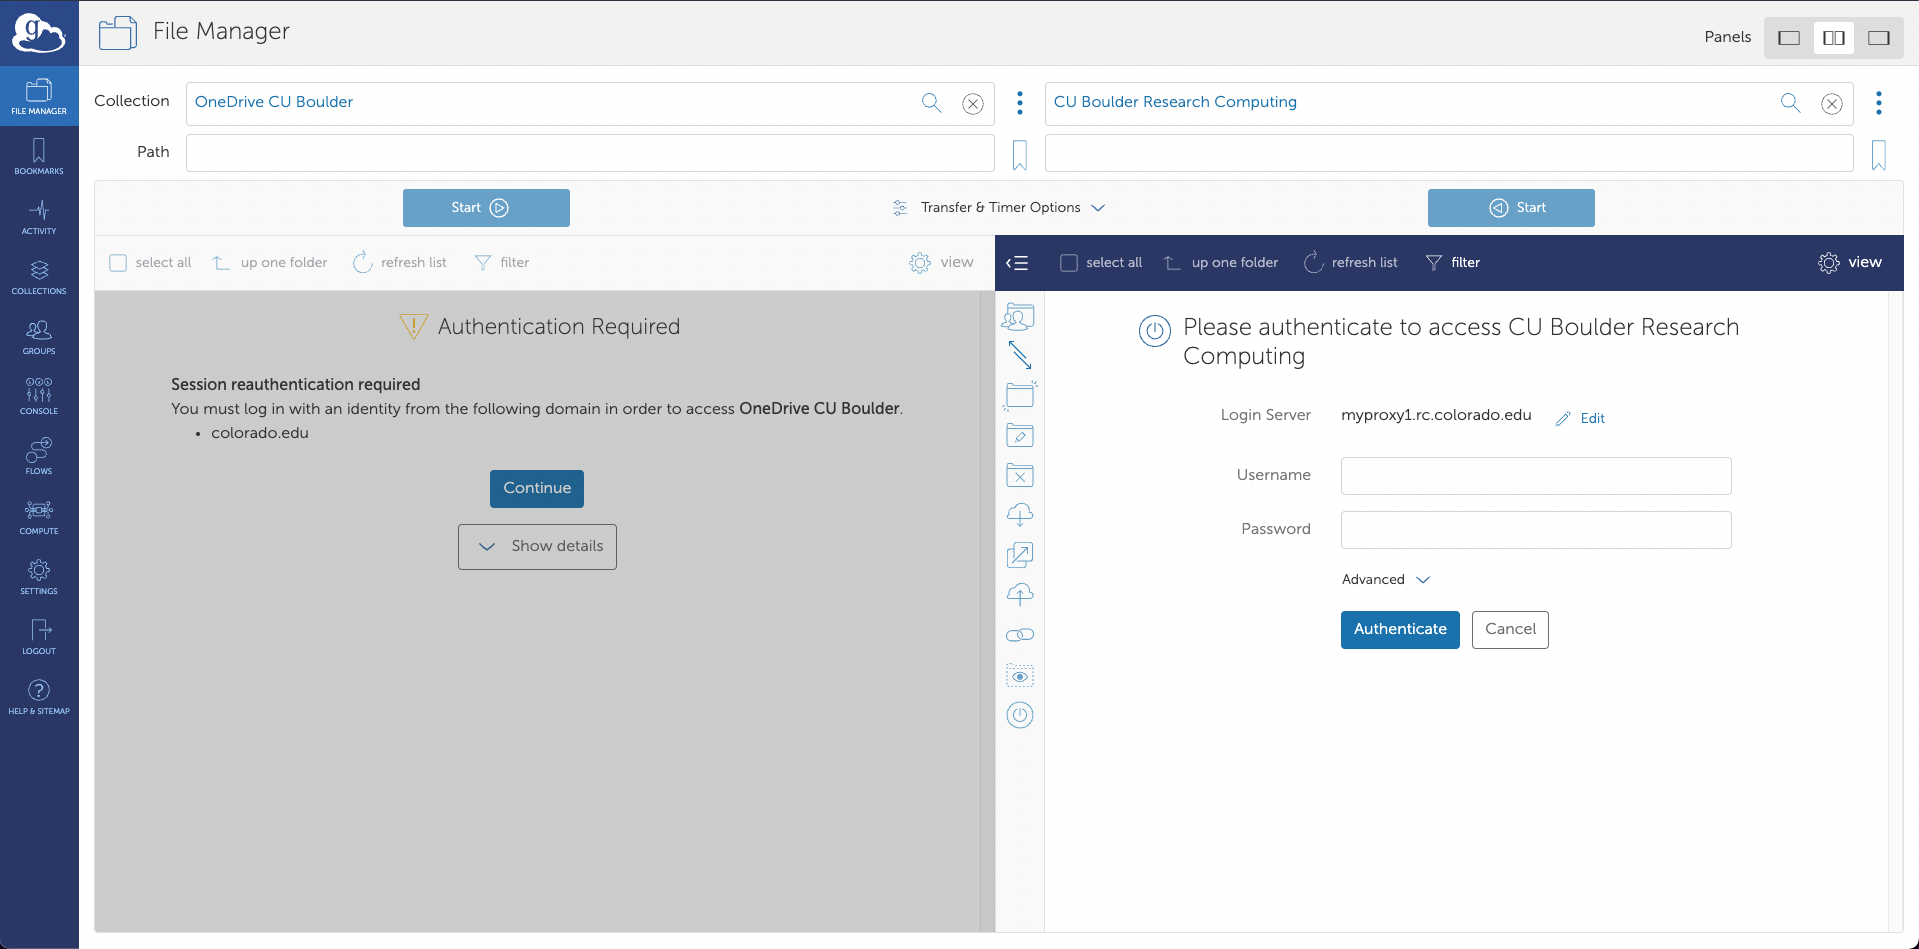 g
File Manager
Panels
FILE MANAGER
BOOKMARKS
ACTIVITY
COLLECTIONS
GROUPS
CONSOLE
FLOWS
COMPUTE
SETTINGS
LOGOUT
?
HELP & SITEMAP
Collection
OneDrive CU Boulder
CU Boulder Research Computing
Path
Start
Transfer & Timer Options
Start
select all
up one folder
refresh list
filter
view
select all
up one folder
refresh list
filter
view
Authentication Required
Session reauthentication required
You must log in with an identity from the following domain in order to access OneDrive CU Boulder.
• colorado.edu
Continue
Show details
Please authenticate to access CU Boulder Research
Computing
Login Server
myproxy1.rc.colorado.edu
Edit
Username
Password
Advanced
Authenticate
Cancel